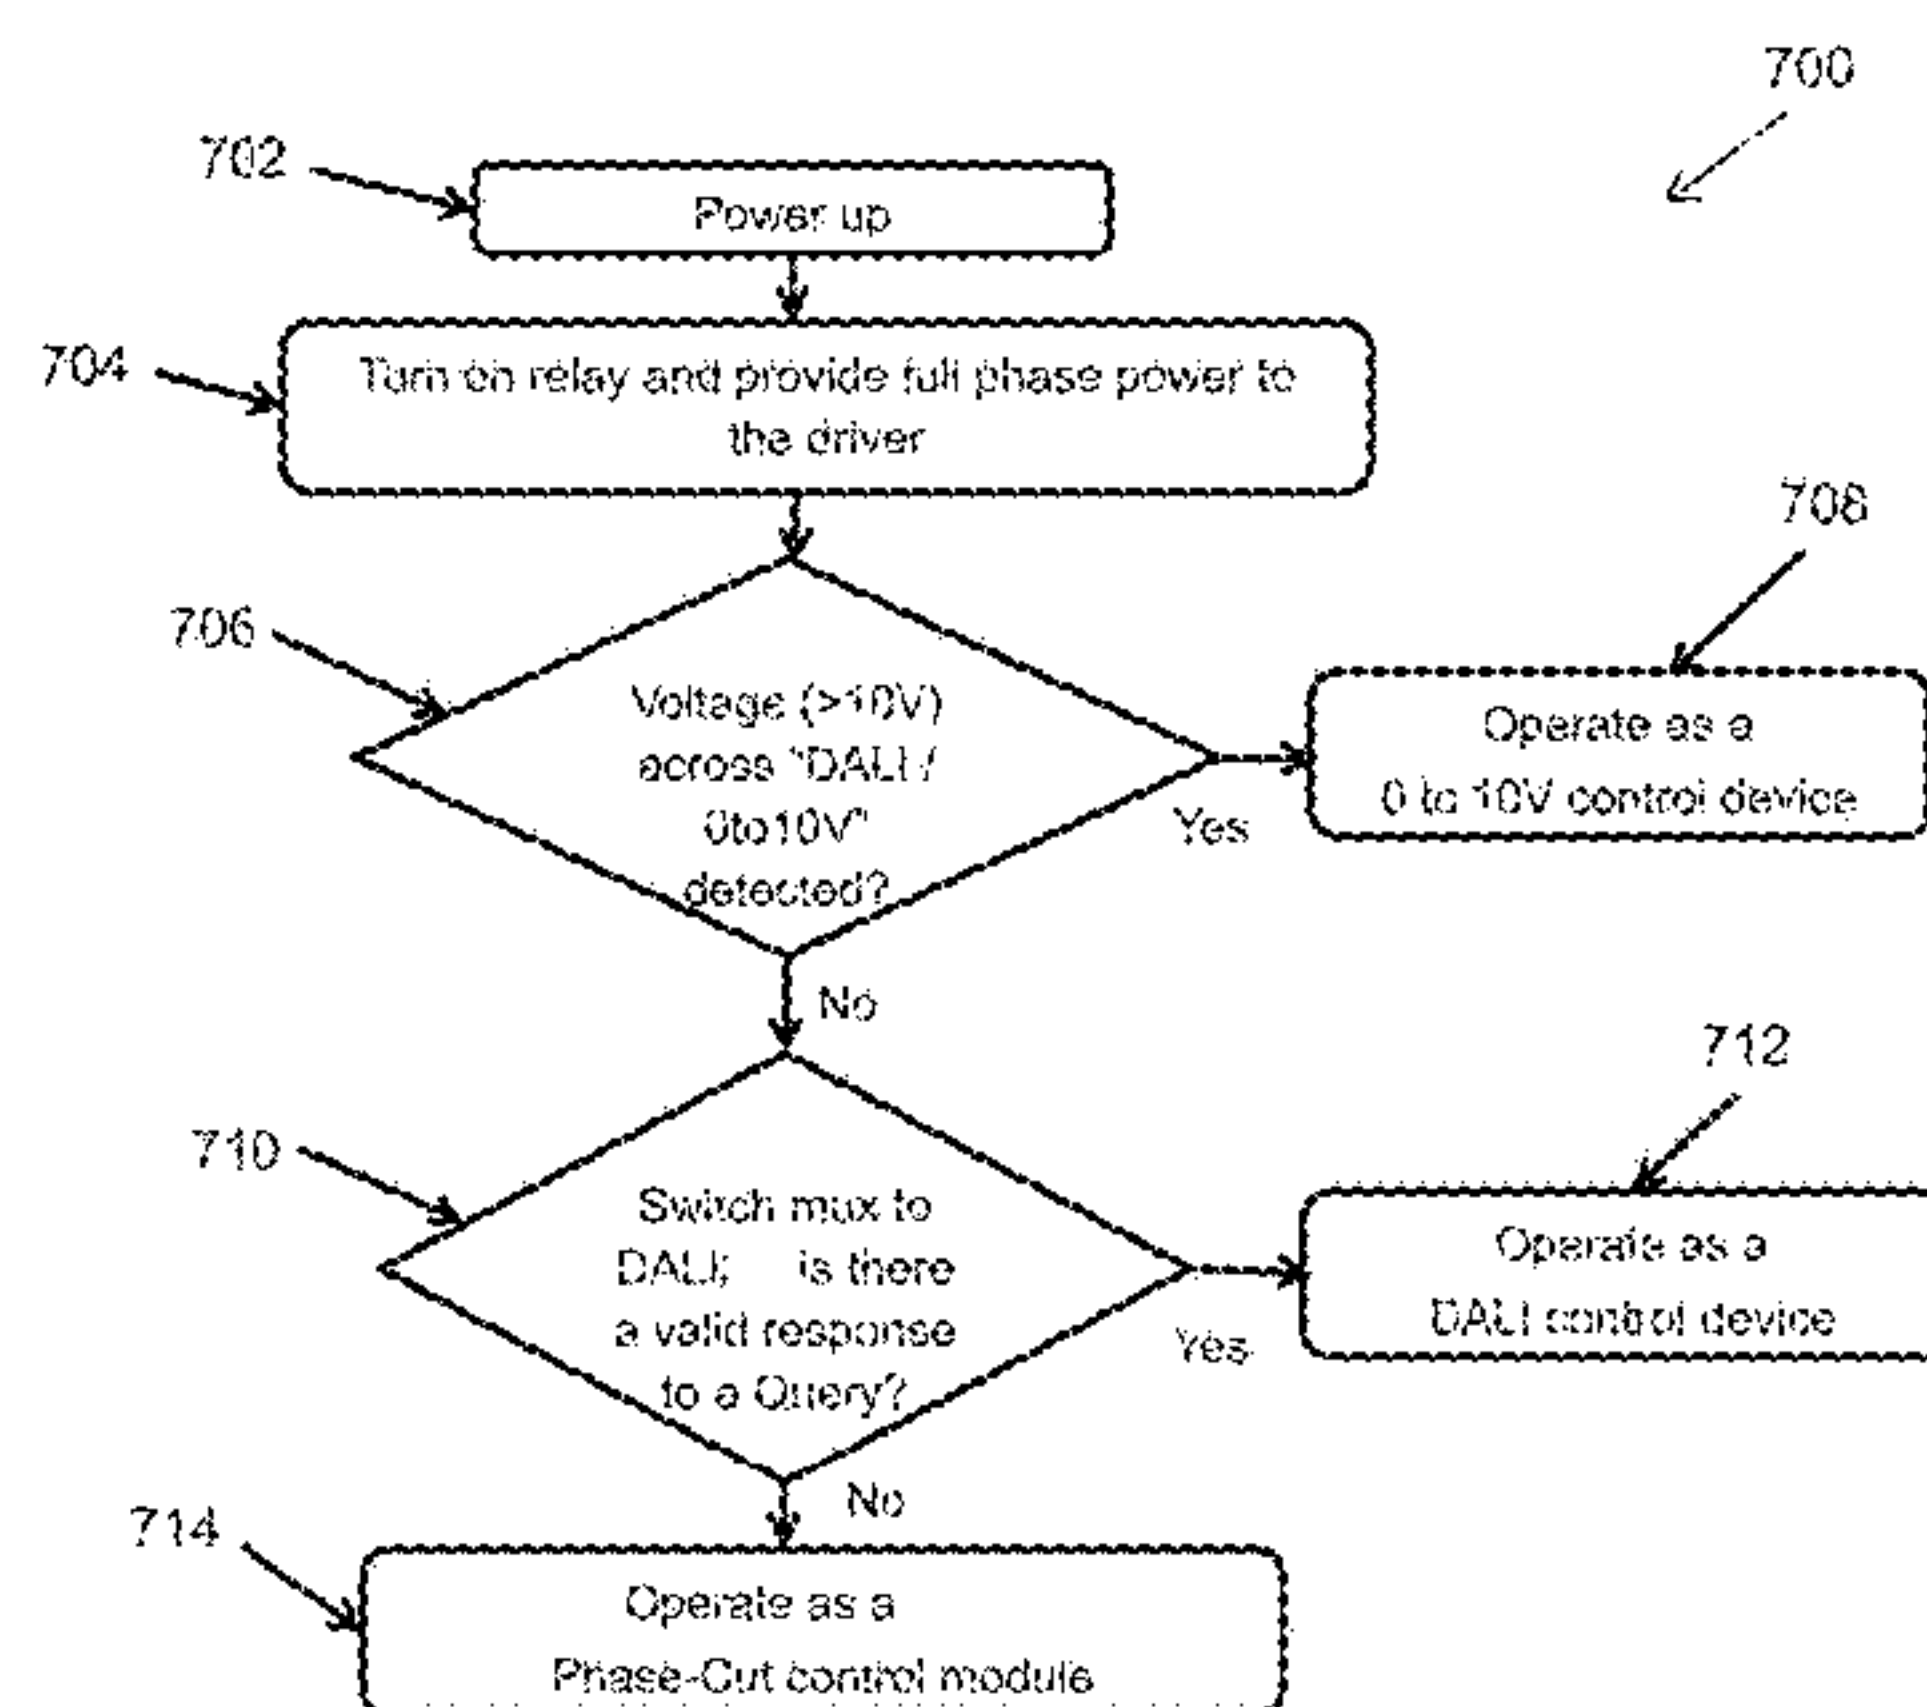 700
702
Power up
704
Turn on relay and provide full phase power to
the driver
706
Voltage (>10V)
across "DALI /
0to10V"
detected?
Yes
708
Operate as a
0 to 10V control device
No
710
Switch mux to
DALI; is there
a valid response
to a Query?
Yes
712
Operate as a
DALI control device
No
714
Operate as a
Phase-Cut control module